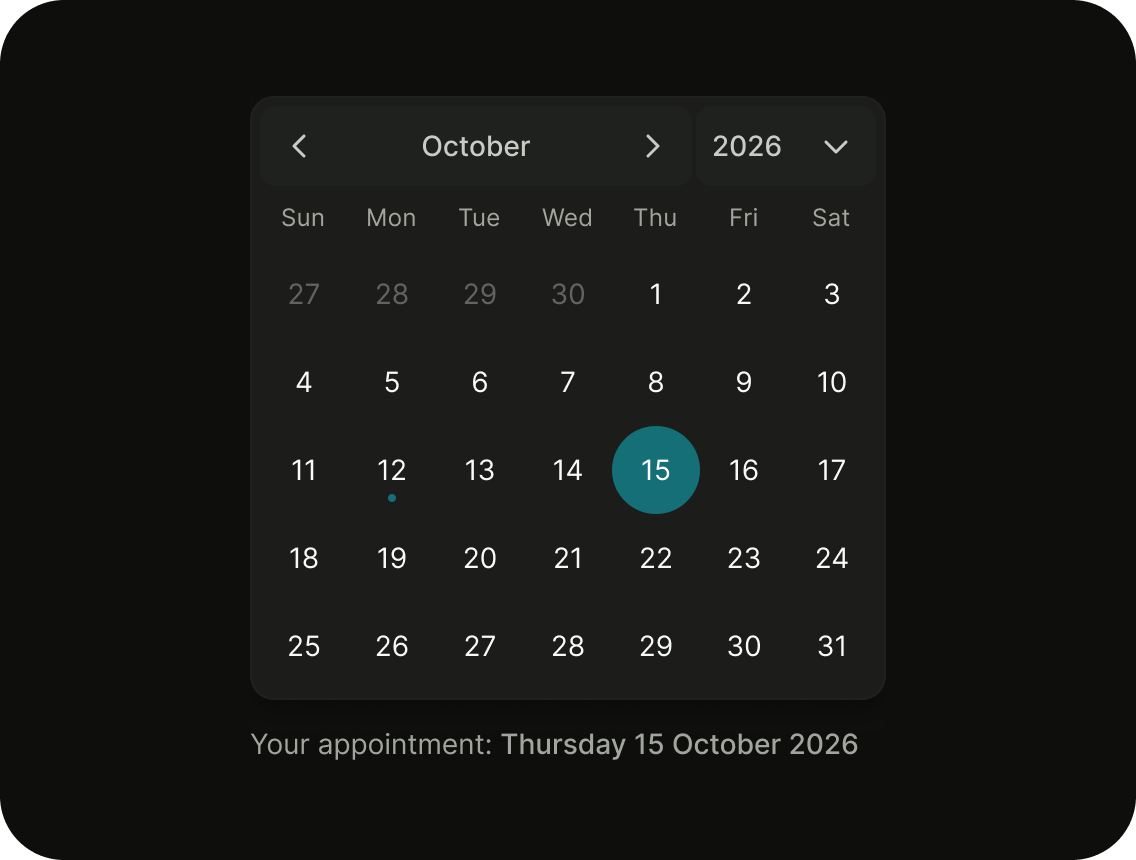 October 2026
Sun Mon Tue Wed Thu Fri Sat
27 28 29 30 1 2 3
4 5 6 7 8 9 10
11 12 13 14 15 16 17
18 19 20 21 22 23 24
25 26 27 28 29 30 31
Your appointment: Thursday 15 October 2026